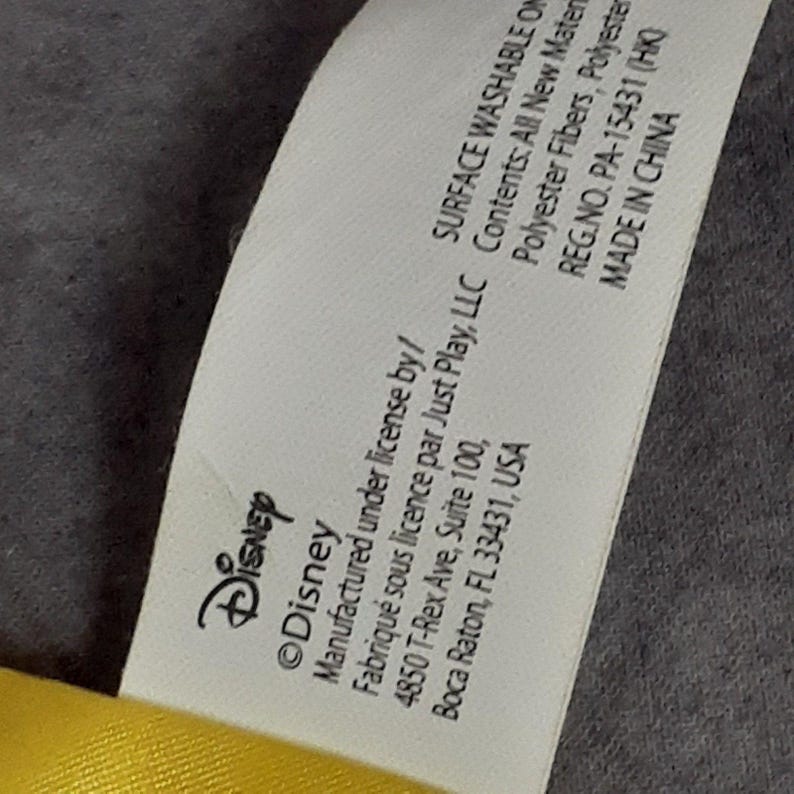 Disney
©Disney
Manufactured under license by /
Fabriqué sous licence par Just Play, LLC
4850 T-Rex Ave, Suite 100,
Boca Raton, FL 33431, USA
SURFACE WASHABLE
Contents: All New
Polyester Fibers, Polyester
REG.NO. PA-15431 (HK)
MADE IN CHINA